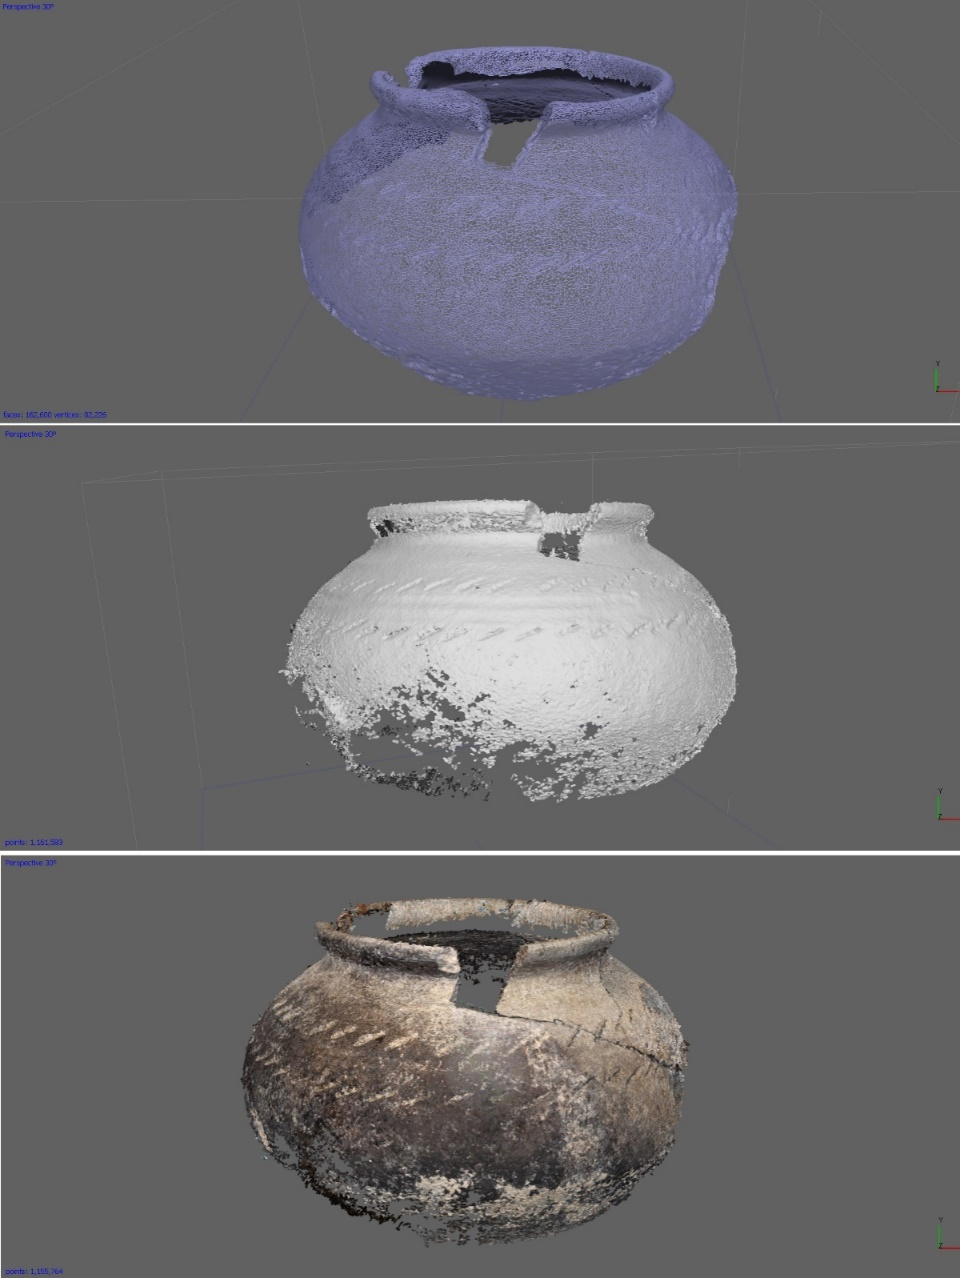 Perspective 30°
Y
Z
faces: 162,600 vertices: 82,226
Perspective 30°
Y
Z
points: 1,161,583
Perspective 30°
Y
Z
points: 1,155,764